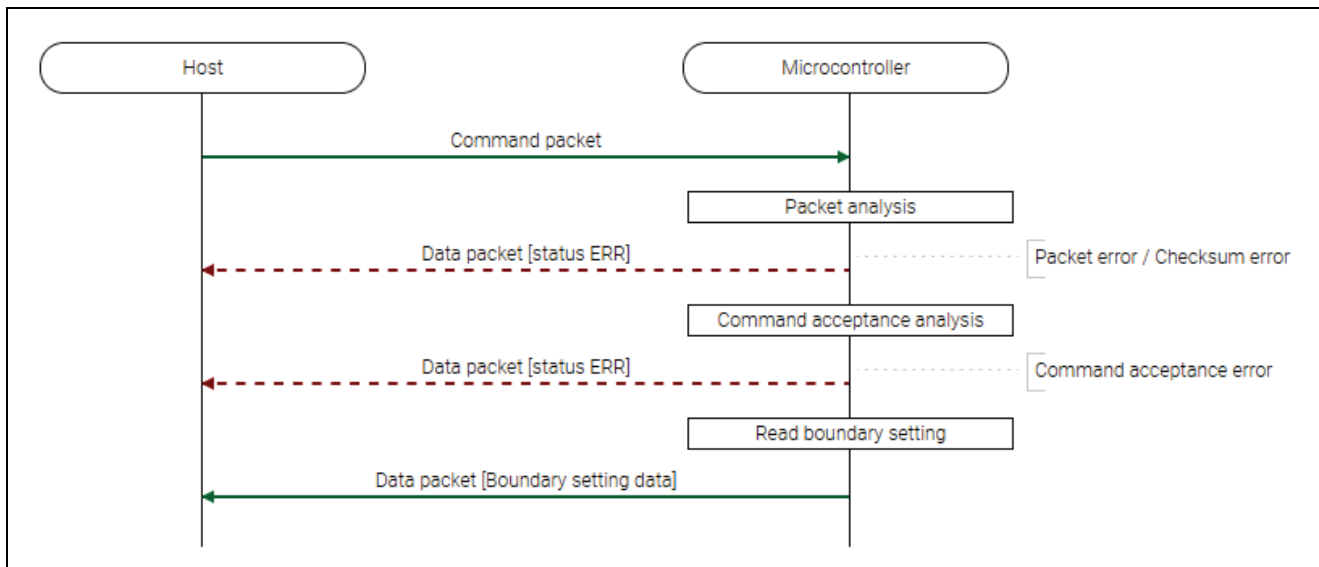 Host
Microcontroller
Command packet
Packet analysis
Data packet [status ERR]
Packet error / Checksum error
Command acceptance analysis
Data packet [status ERR]
Command acceptance error
Read boundary setting
Data packet [Boundary setting data]